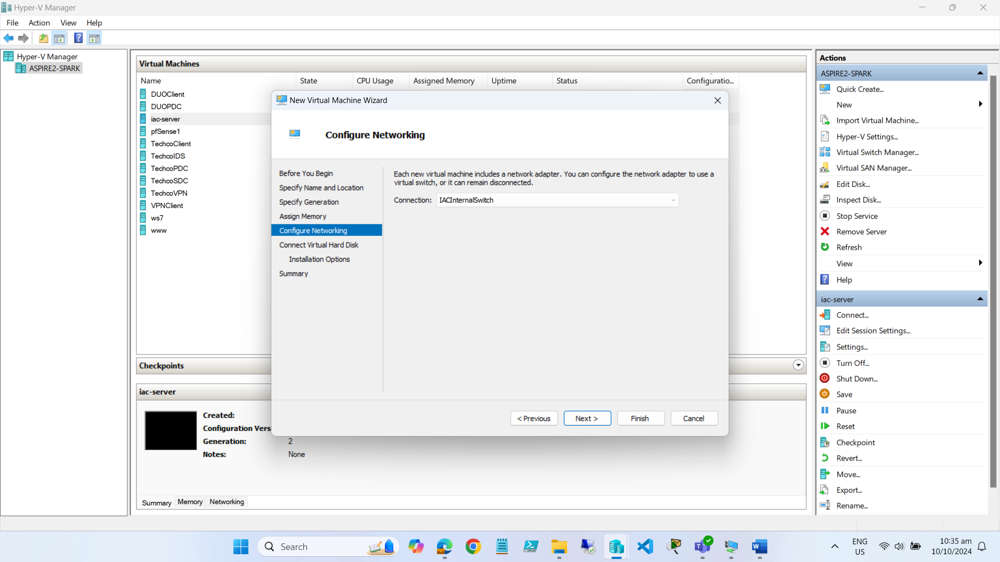 Hyper-V Manager
File Action View Help
Hyper-V Manager
ASPIRE2-SPARK
Virtual Machines
Name State CPU Usage Assigned Memory Uptime Status Configuratio...
DUOClient
DUOPDC
iac-server
pfSense1
TechcoClient
TechcoIDS
TechcoPDC
TechcoSDC
TechcoVPN
VPNClient
ws7
www
Checkpoints
iac-server
Created:
Configuration Vers
Generation: 2
Notes: None
Summary Memory Networking
New Virtual Machine Wizard
Configure Networking
Before You Begin
Specify Name and Location
Specify Generation
Assign Memory
Configure Networking
Connect Virtual Hard Disk
Installation Options
Summary
Each new virtual machine includes a network adapter. You can configure the network adapter to use a
virtual switch, or it can remain disconnected.
Connection: IACInternalSwitch
< Previous Next > Finish Cancel
Actions
ASPIRE2-SPARK
Quick Create...
New
Import Virtual Machine...
Hyper-V Settings...
Virtual Switch Manager...
Virtual SAN Manager...
Edit Disk...
Inspect Disk...
Stop Service
Remove Server
Refresh
View
Help
iac-server
Connect...
Edit Session Settings...
Settings...
Turn Off...
Shut Down...
Save
Pause
Reset
Checkpoint
Revert...
Move...
Export...
Rename...
Search
ENG
US
10:35 am
10/10/2024